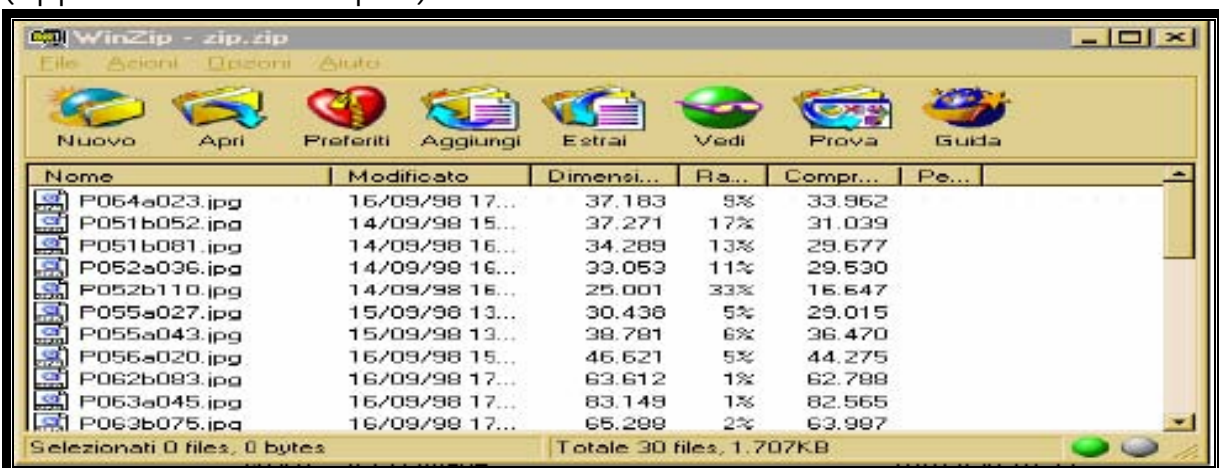 WinZip - zip.zip
File Azioni Opzioni Aiuto
Nuovo Apri Preferiti Aggiungi Estrai Vedi Prova Guida
Nome Modificato Dimensi... Ra... Compr... Pe...
P064a023.jpg 16/09/98 17... 37.183 9% 33.962
P051b052.jpg 14/09/98 15... 37.271 17% 31.039
P051b081.jpg 14/09/98 16... 34.289 13% 29.677
P052a036.jpg 14/09/98 16... 33.053 11% 29.530
P052b110.jpg 14/09/98 16... 25.001 33% 16.647
P055a027.jpg 15/09/98 13... 30.438 5% 29.015
P055a043.jpg 15/09/98 13... 38.781 6% 36.470
P056a020.jpg 16/09/98 15... 46.621 5% 44.275
P062b083.jpg 16/09/98 17... 63.612 1% 62.788
P063a045.jpg 16/09/98 17... 83.149 1% 82.565
P063b075.jpg 16/09/98 17... 65.288 2% 63.987
Selezionati 0 files, 0 bytes Totale 30 files, 1.707KB